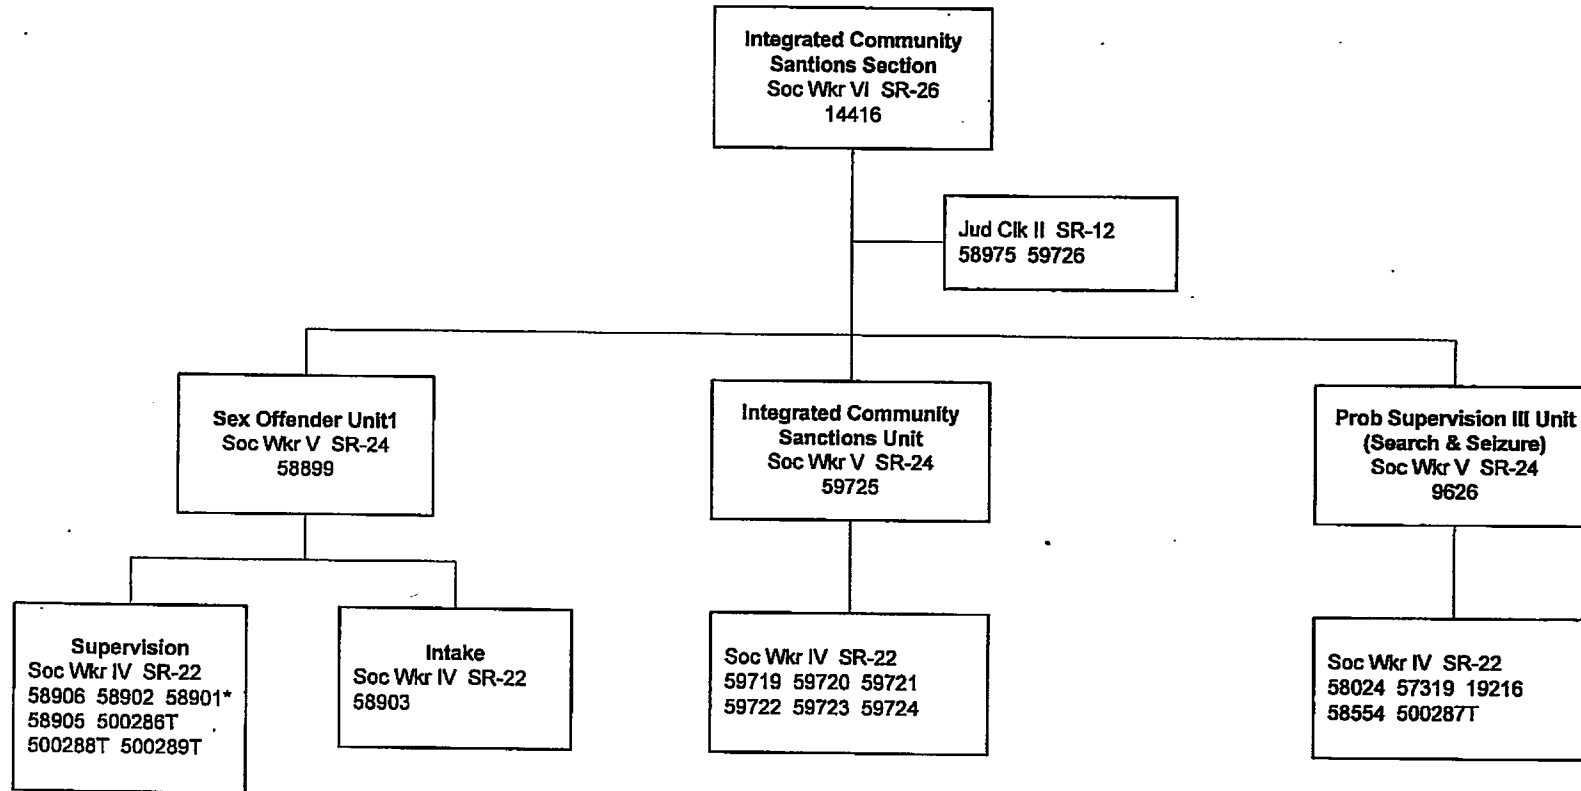 Integrated Community
Santions Section
Soc Wkr VI SR-26
14416
Jud Clk II SR-12
58975 59726
Sex Offender Unit1
Soc Wkr V SR-24
58899
Integrated Community
Sanctions Unit
Soc Wkr V SR-24
59725
Prob Supervision III Unit
(Search & Seizure)
Soc Wkr V SR-24
9626
Supervision
Soc Wkr IV SR-22
58906 58902 58901*
58905 500286T
500288T 500289T
Intake
Soc Wkr IV SR-22
58903
Soc Wkr IV SR-22
59719 59720 59721
59722 59723 59724
Soc Wkr IV SR-22
58024 57319 19216
58554 500287T